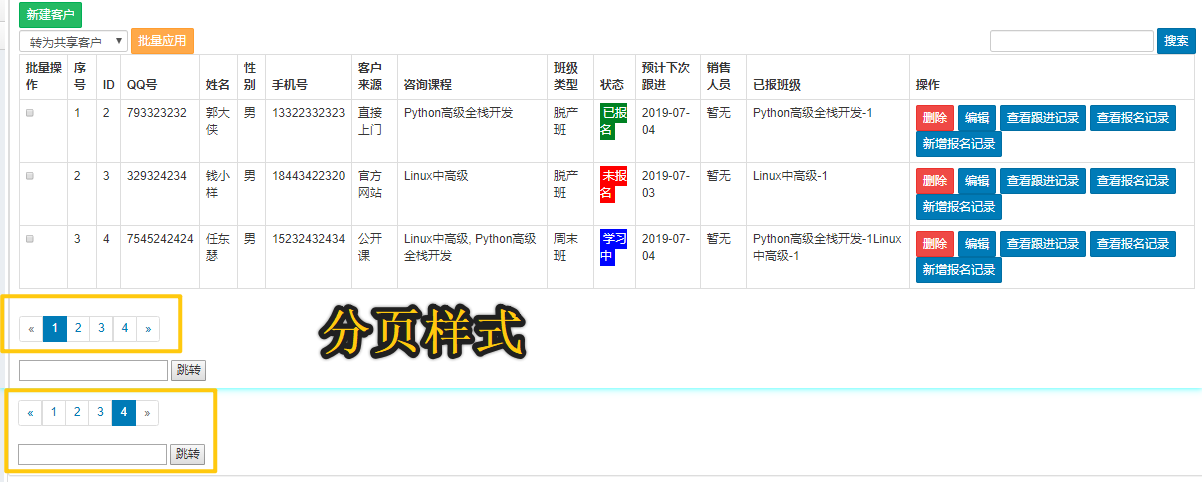 新建客户
转为共享客户 ▼ 批量应用 搜索
批量操作 序号 ID QQ号 姓名 性别 手机号 客户来源 咨询课程 班级类型 状态 预计下次跟进 销售人员 已报班级 操作
1 2 793323232 郭大侠 男 13322332323 直接上门 Python高级全栈开发 脱产班 已报名 2019-07-04 暂无 Python高级全栈开发-1 删除 编辑 查看跟进记录 查看报名记录 新增报名记录
2 3 329324234 钱小样 男 18443422320 官方网站 Linux中高级 脱产班 未报名 2019-07-03 暂无 Linux中高级-1 删除 编辑 查看跟进记录 查看报名记录 新增报名记录
3 4 7545242424 任东瑟 男 15232432434 公开课 Linux中高级, Python高级全栈开发 周末班 学习中 2019-07-04 暂无 Python高级全栈开发-1Linux中高级-1 删除 编辑 查看跟进记录 查看报名记录 新增报名记录
« 1 2 3 4 »
分页样式
跳转
« 1 2 3 4 »
跳转